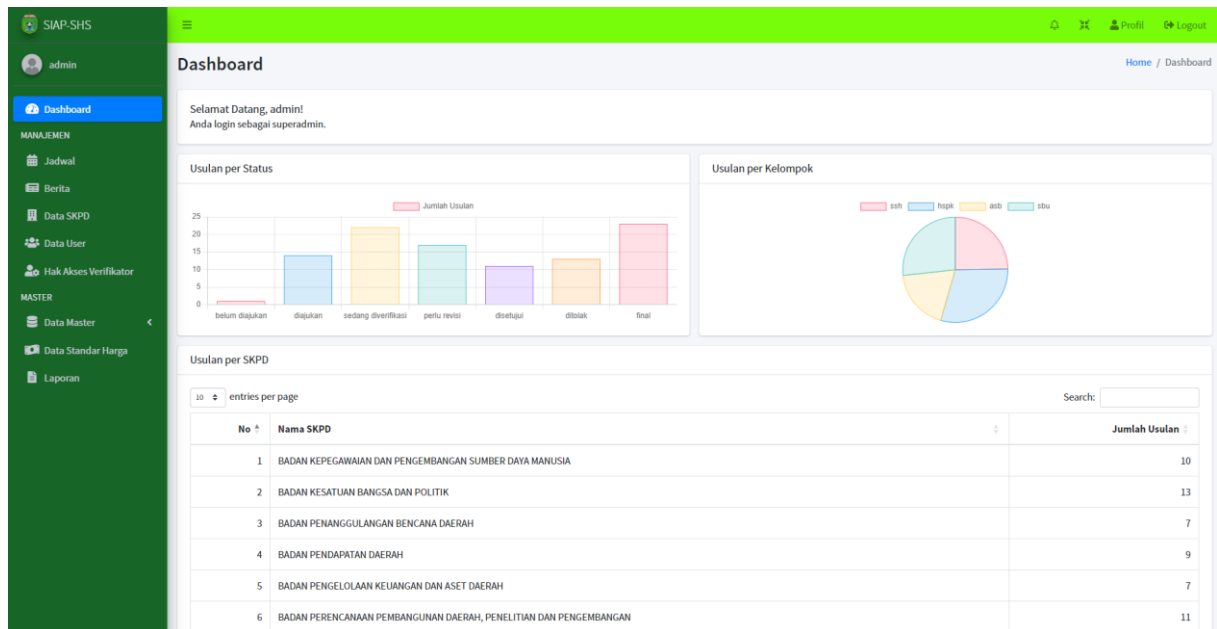 SIAP-SHS
Profil
Logout
admin
Dashboard
MANAJEMEN
Jadwal
Berita
Data SKPD
Data User
Hak Akses Verifikator
MASTER
Data Master
Data Standar Harga
Laporan
Dashboard
Home / Dashboard
Selamat Datang, admin!
Anda login sebagai superadmin.
Usulan per Status
Jumlah Usulan
25
20
15
10
5
0
belum diajukan diajukan sedang diverifikasi perlu revisi disetujui ditolak final
Usulan per Kelompok
ssh hspk asb sbu
Usulan per SKPD
10 entries per page
Search:
No Nama SKPD Jumlah Usulan
1 BADAN KEPEGAWAIAN DAN PENGEMBANGAN SUMBER DAYA MANUSIA 10
2 BADAN KESATUAN BANGSA DAN POLITIK 13
3 BADAN PENANGGULANGAN BENCANA DAERAH 7
4 BADAN PENDAPATAN DAERAH 9
5 BADAN PENGELOLAAN KEUANGAN DAN ASET DAERAH 7
6 BADAN PERENCANAAN PEMBANGUNAN DAERAH, PENELITIAN DAN PENGEMBANGAN 11